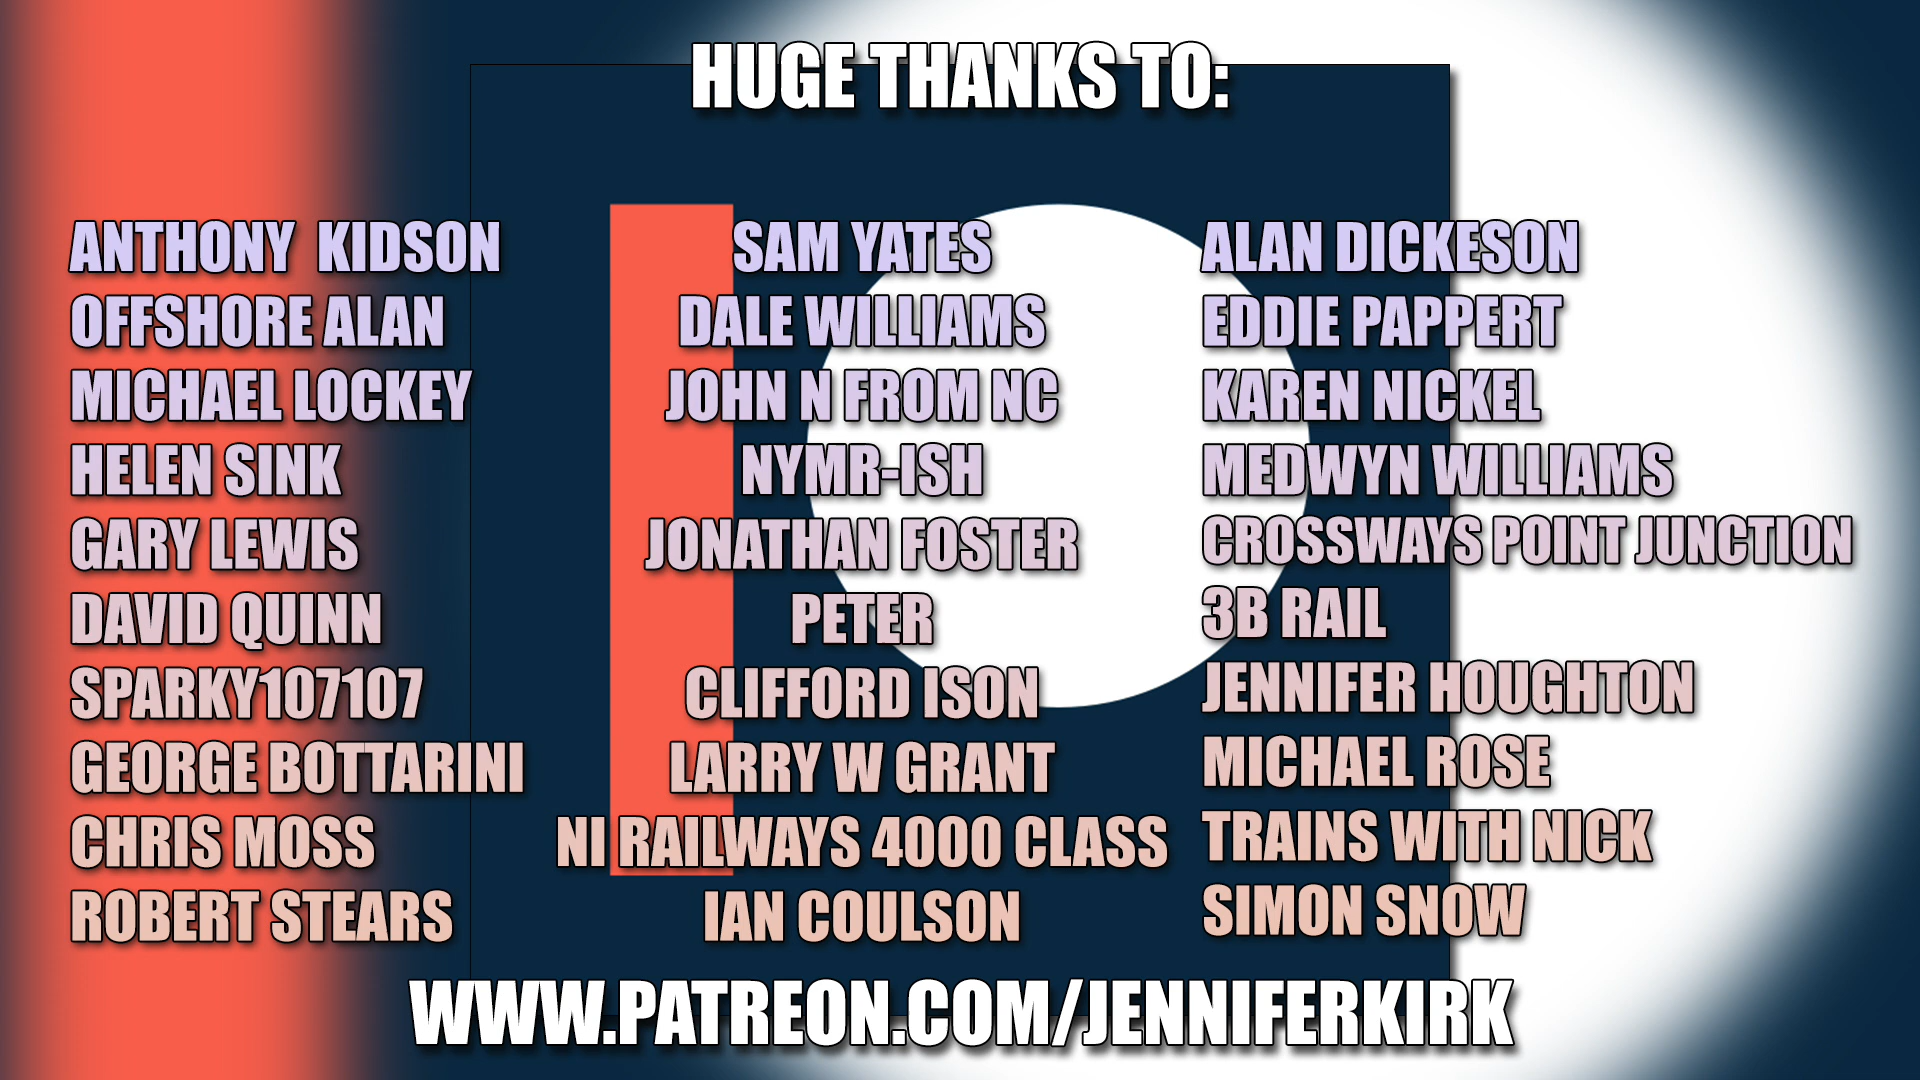 HUGE THANKS TO:
ANTHONY KIDSON
OFFSHORE ALAN
MICHAEL LOCKEY
HELEN SINK
GARY LEWIS
DAVID QUINN
SPARKY107107
GEORGE BOTTARINI
CHRIS MOSS
ROBERT STEARS
SAM YATES
DALE WILLIAMS
JOHN N FROM NC
NYMR-ISH
JONATHAN FOSTER
PETER
CLIFFORD ISON
LARRY W GRANT
NI RAILWAYS 4000 CLASS
IAN COULSON
ALAN DICKESON
EDDIE PAPPERT
KAREN NICKEL
MEDWYN WILLIAMS
CROSSWAYS POINT JUNCTION
3B RAIL
JENNIFER HOUGHTON
MICHAEL ROSE
TRAINS WITH NICK
SIMON SNOW
WWW.PATREON.COM/JENNIFERKIRK